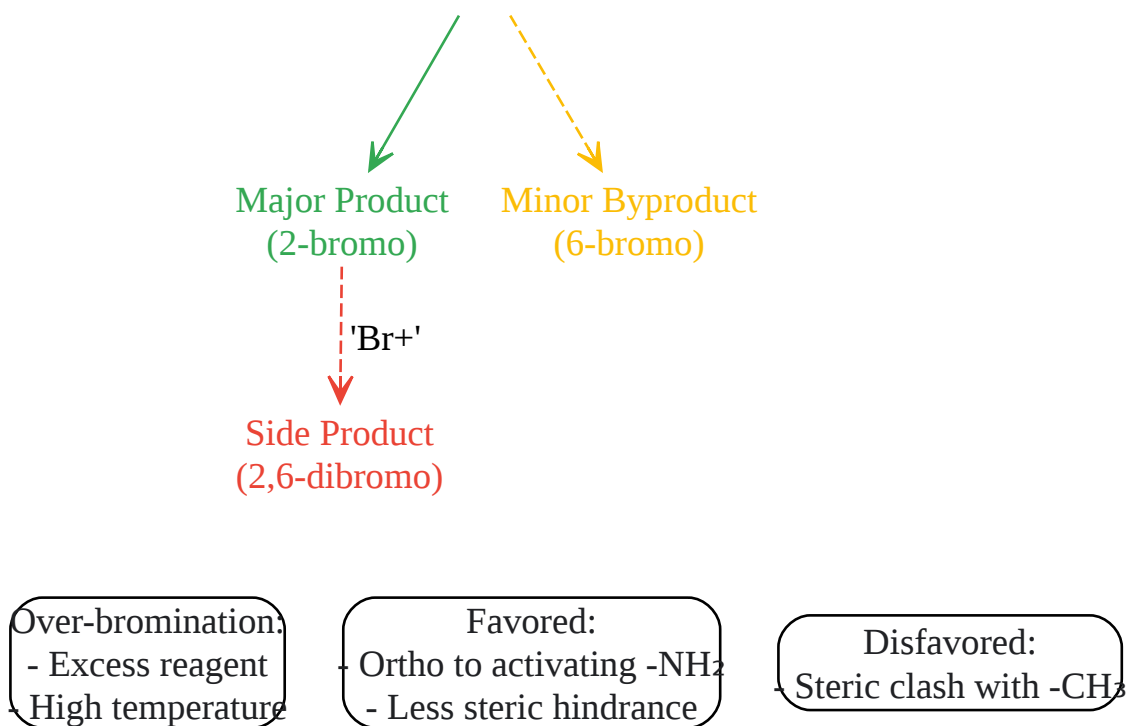 Major Product
(2-bromo)
Minor Byproduct
(6-bromo)
'Br+'
Side Product
(2,6-dibromo)
Over-bromination:
- Excess reagent
- High temperature
Favored:
- Ortho to activating -NH₂
- Less steric hindrance
Disfavored:
- Steric clash with -CH₃